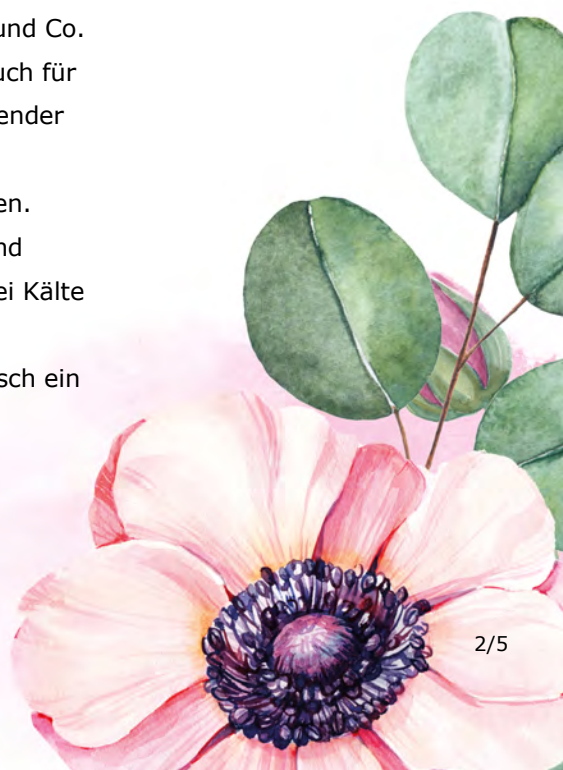 und Co.
uch für
ender
en.
nd
ei Kälte
sch ein
2/5